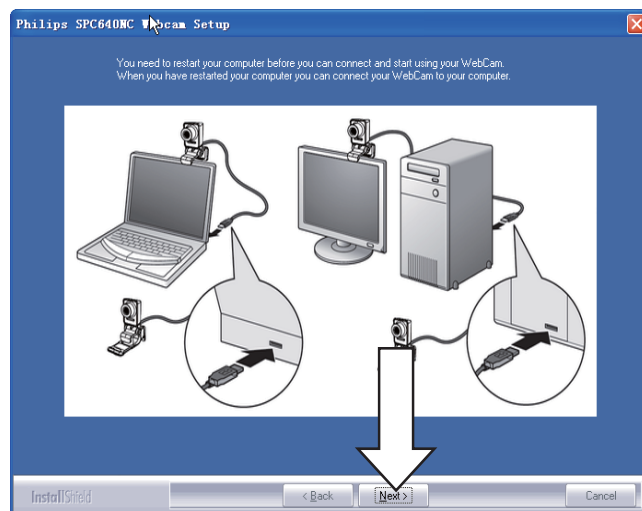 Philips SPC640NC Webcam Setup
You need to restart your computer before you can connect and start using your WebCam.
When you have restarted your computer you can connect your WebCam to your computer.
InstallShield
< Back
Next >
Cancel